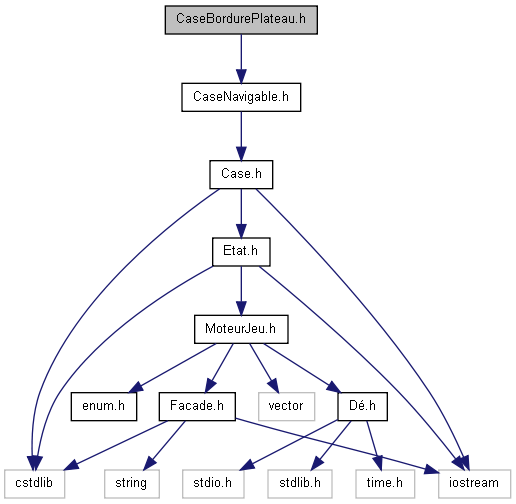 CaseBordurePlateau.h
CaseNavigable.h
Case.h
Etat.h
MoteurJeu.h
enum.h
Facade.h
vector
Dé.h
cstdlib
string
stdio.h
stdlib.h
time.h
iostream